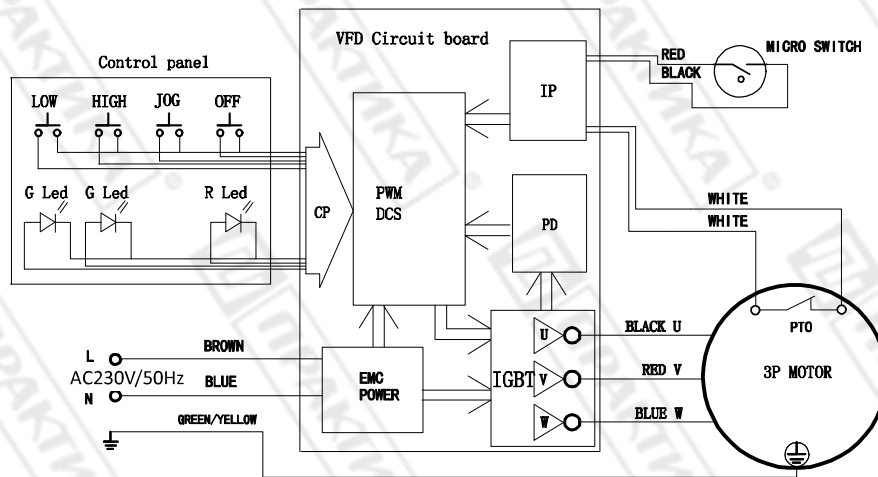 VFD Circuit board
Control panel
LOW HIGH JOG OFF
G Led G Led R Led
CP
PWM
DCS
IP
PD
RED
BLACK
MICRO SWITCH
WHITE
WHITE
PTO
3P MOTOR
L
AC230V/50Hz
N
BROWN
BLUE
GREEN/YELLOW
EMC
POWER
IGBT
U
V
W
BLACK U
RED V
BLUE W
ПРАКТИКА